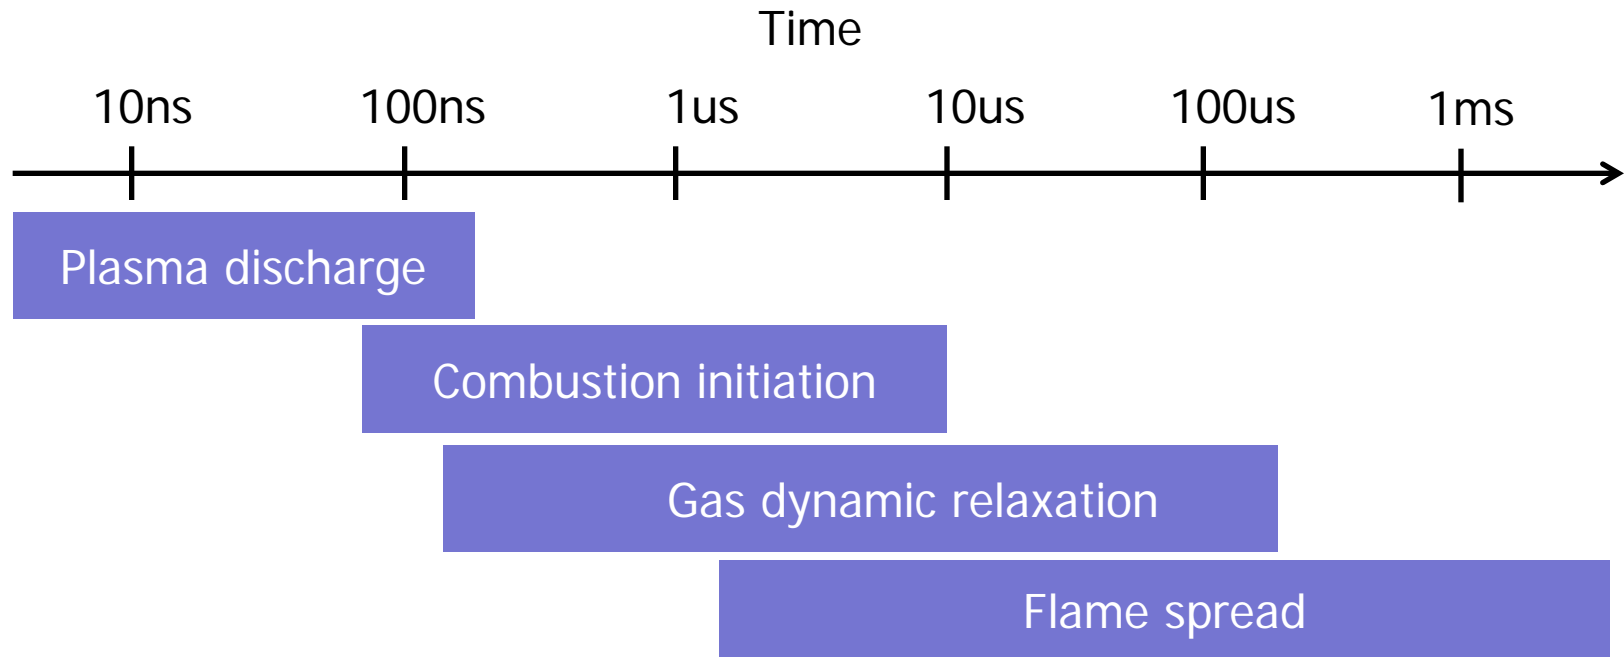 Time
10ns 100ns 1us 10us 100us 1ms
Plasma discharge
Combustion initiation
Gas dynamic relaxation
Flame spread